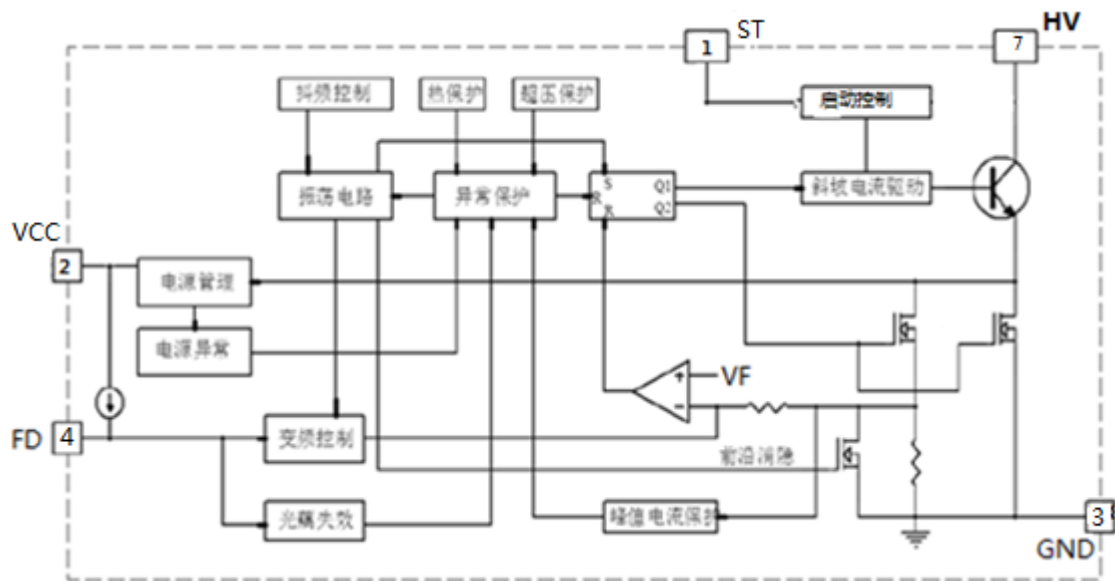 ST
HV
1
7
抖频控制
热保护
超压保护
启动控制
振荡电路
异常保护
S
R
R
Q1
Q2
斜坡电流驱动
VCC
2
电源管理
电源异常
VF
+
−
FD
4
变频控制
前沿消隐
光耦失效
峰值电流保护
3
GND